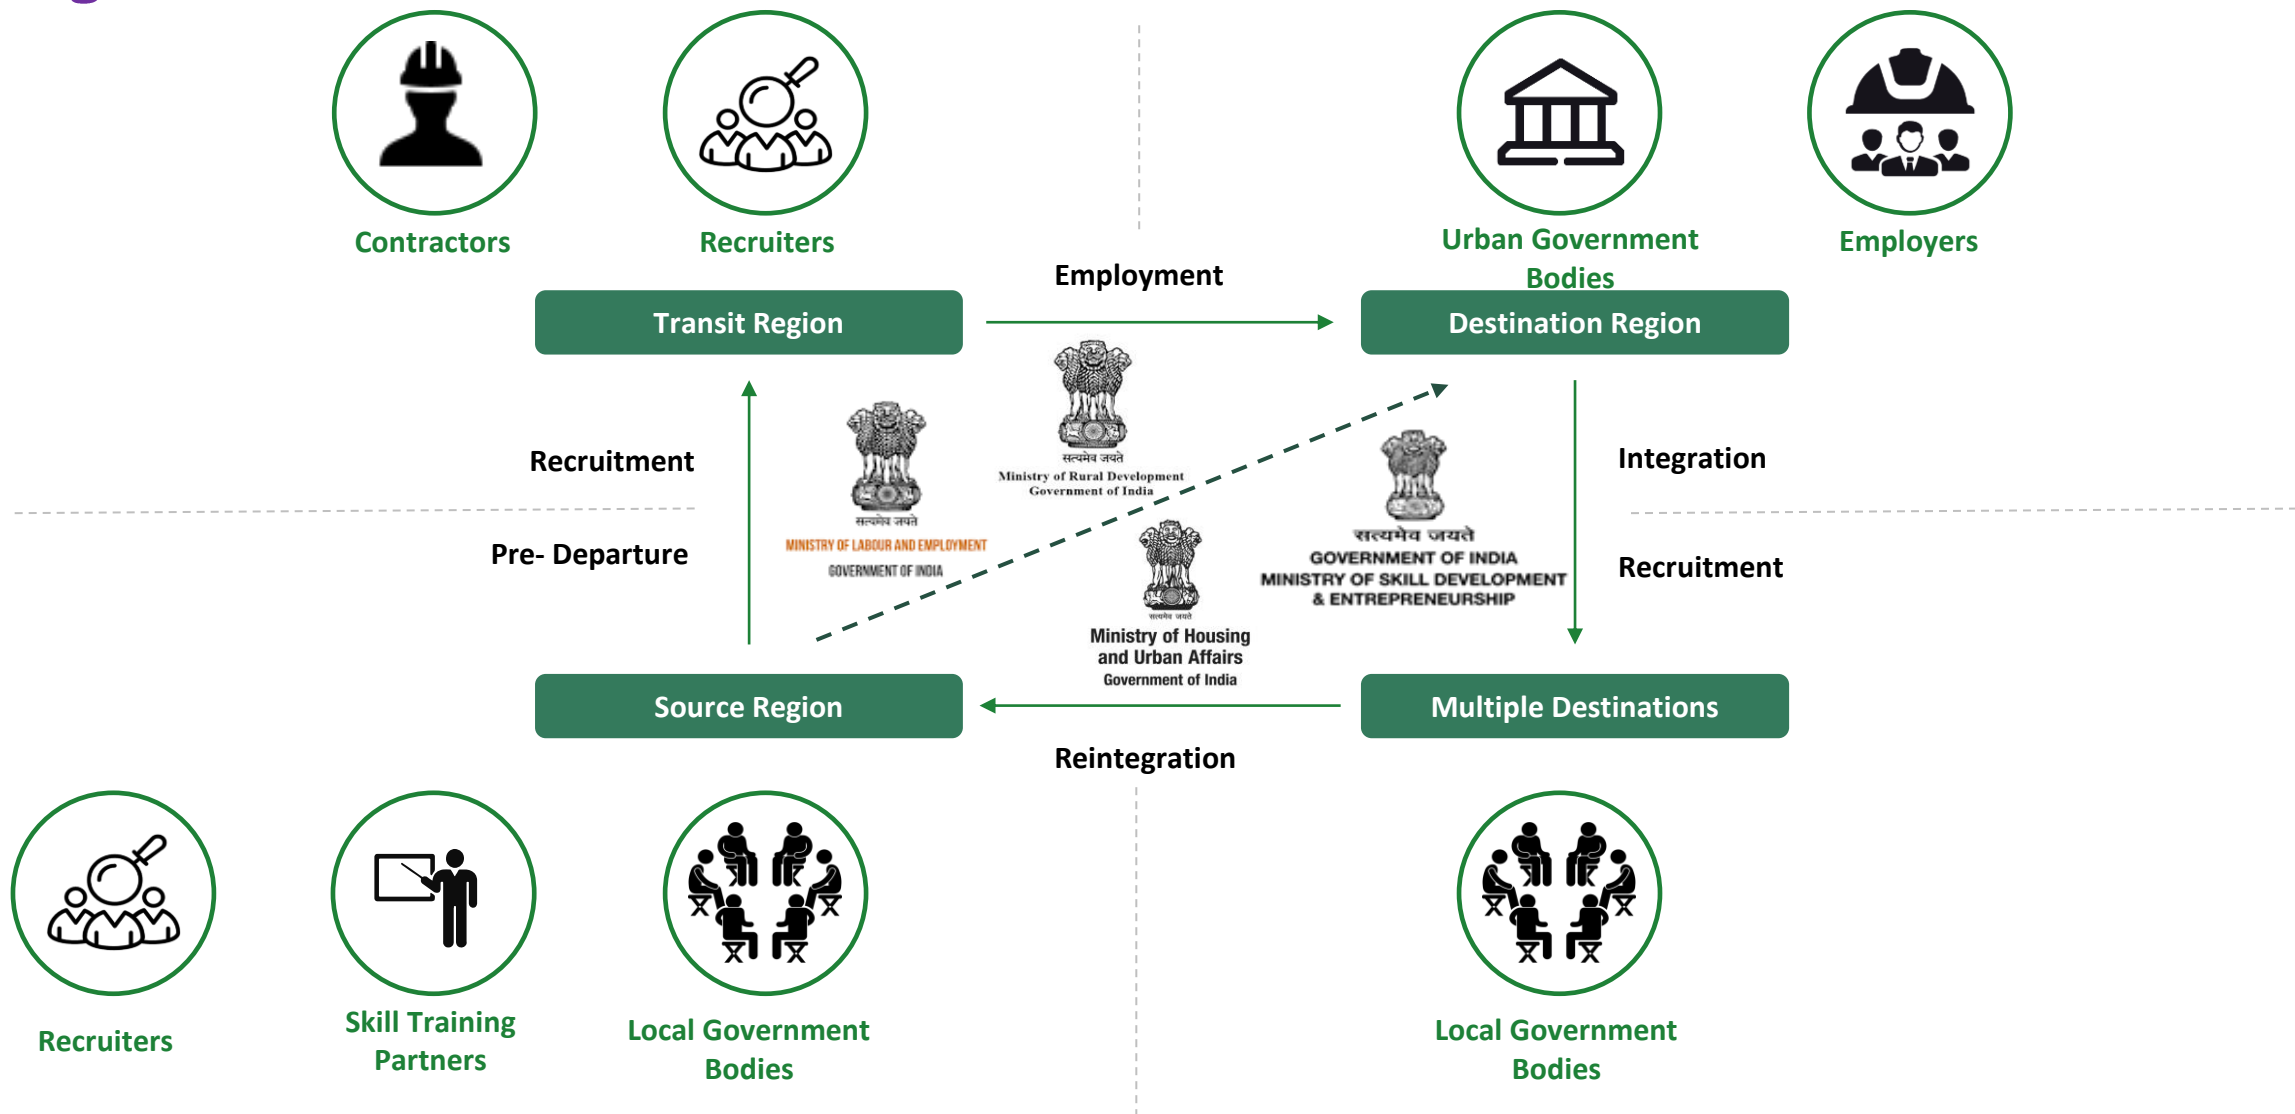 Contractors
Recruiters
Urban Government
Bodies
Employers
Employment
Transit Region
Destination Region
Recruitment
Pre- Departure
सत्यमेव जयते
MINISTRY OF LABOUR AND EMPLOYMENT
GOVERNMENT OF INDIA
सत्यमेव जयते
Ministry of Rural Development
Government of India
सत्यमेव जयते
Ministry of Housing
and Urban Affairs
Government of India
सत्यमेव जयते
GOVERNMENT OF INDIA
MINISTRY OF SKILL DEVELOPMENT
& ENTREPRENEURSHIP
Integration
Recruitment
Source Region
Multiple Destinations
Reintegration
Recruiters
Skill Training
Partners
Local Government
Bodies
Local Government
Bodies